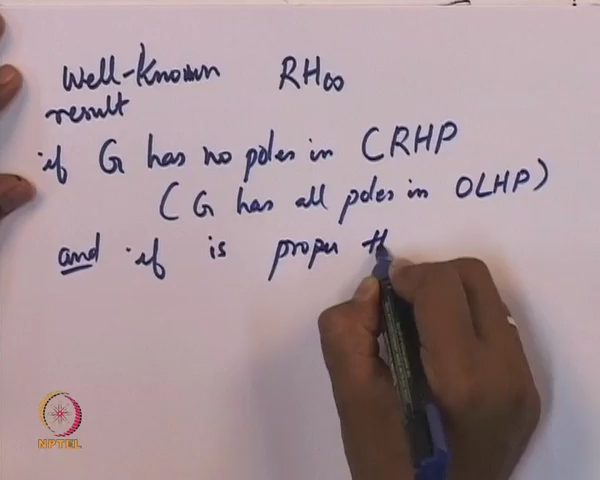 Well-Known RH∞
result
if G has no poles in CRHP
(G has all poles in OLHP)
and if is proper th
NPTEL